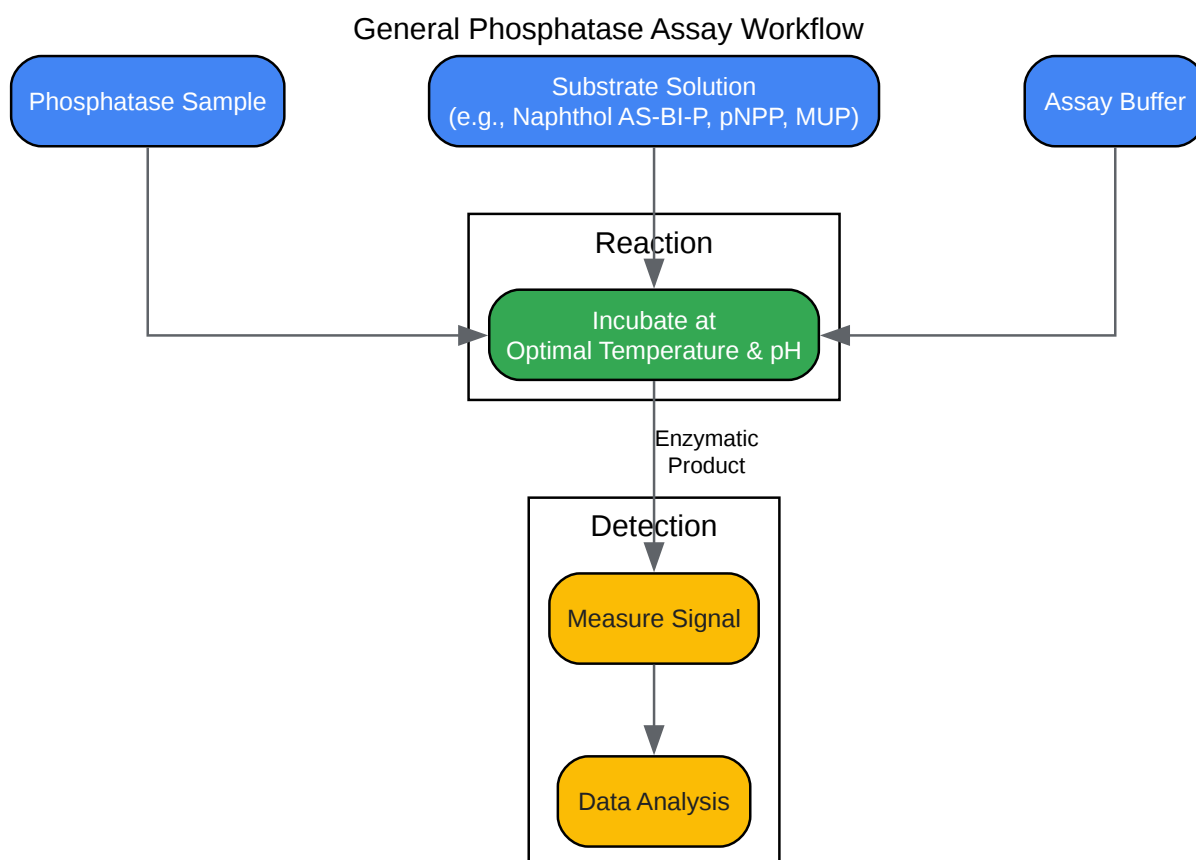 General Phosphatase Assay Workflow
Phosphatase Sample
Substrate Solution
(e.g., Naphthol AS-BI-P, pNPP, MUP)
Assay Buffer
Reaction
Incubate at
Optimal Temperature & pH
Enzymatic
Product
Detection
Measure Signal
Data Analysis